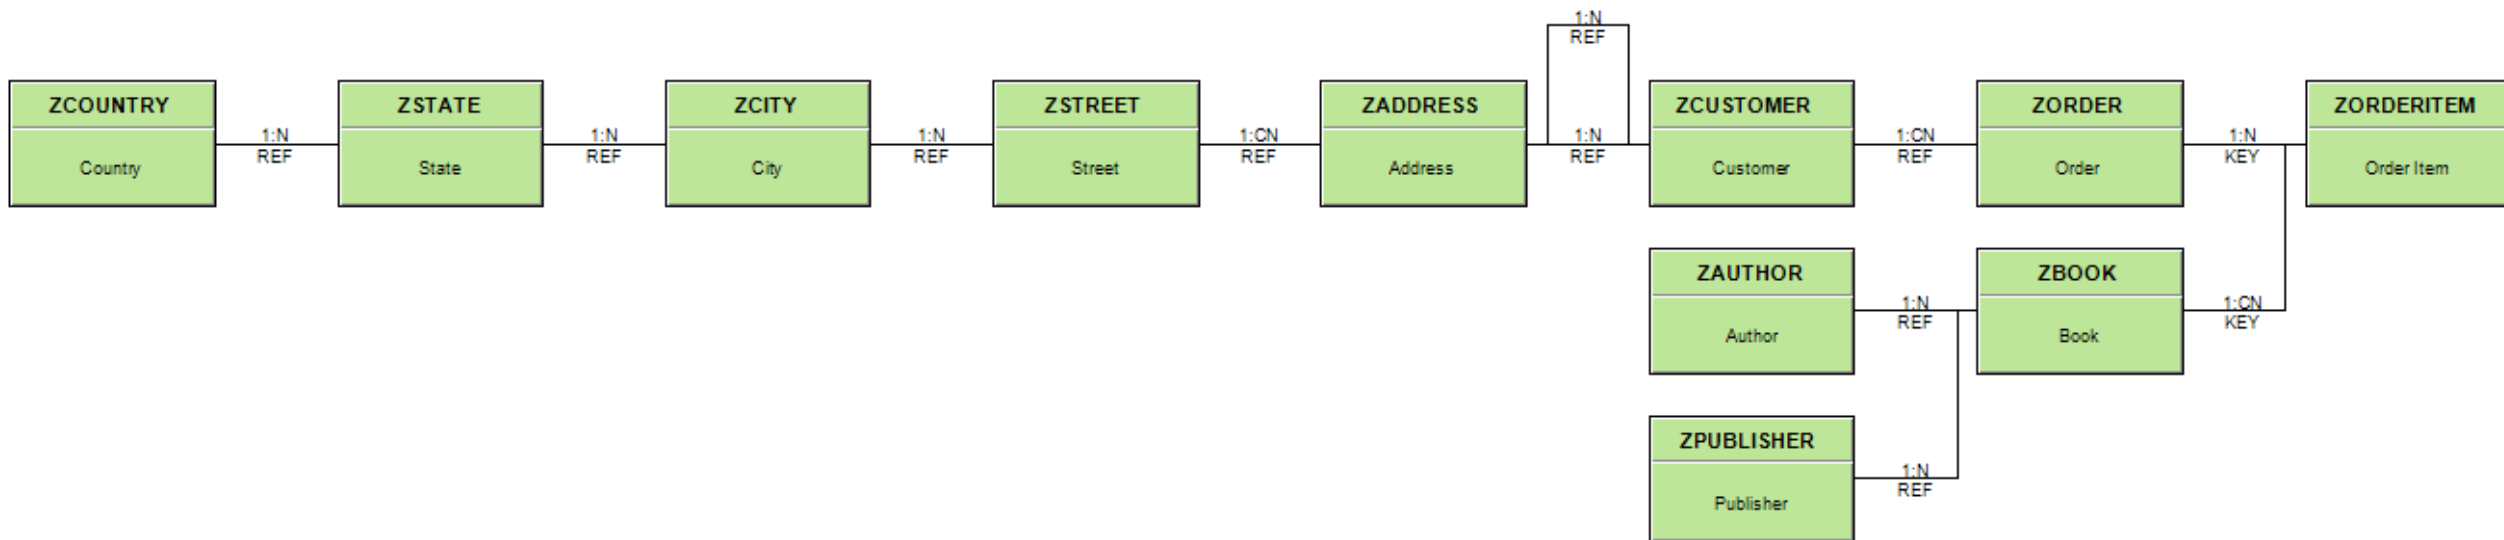 1:N
REF
ZCOUNTRY
Country
1:N
REF
ZSTATE
State
1:N
REF
ZCITY
City
1:N
REF
ZSTREET
Street
1:CN
REF
ZADDRESS
Address
1:N
REF
ZCUSTOMER
Customer
1:CN
REF
ZORDER
Order
1:N
KEY
ZORDERITEM
Order Item
ZAUTHOR
Author
1:N
REF
ZBOOK
Book
1:CN
KEY
ZPUBLISHER
Publisher
1:N
REF